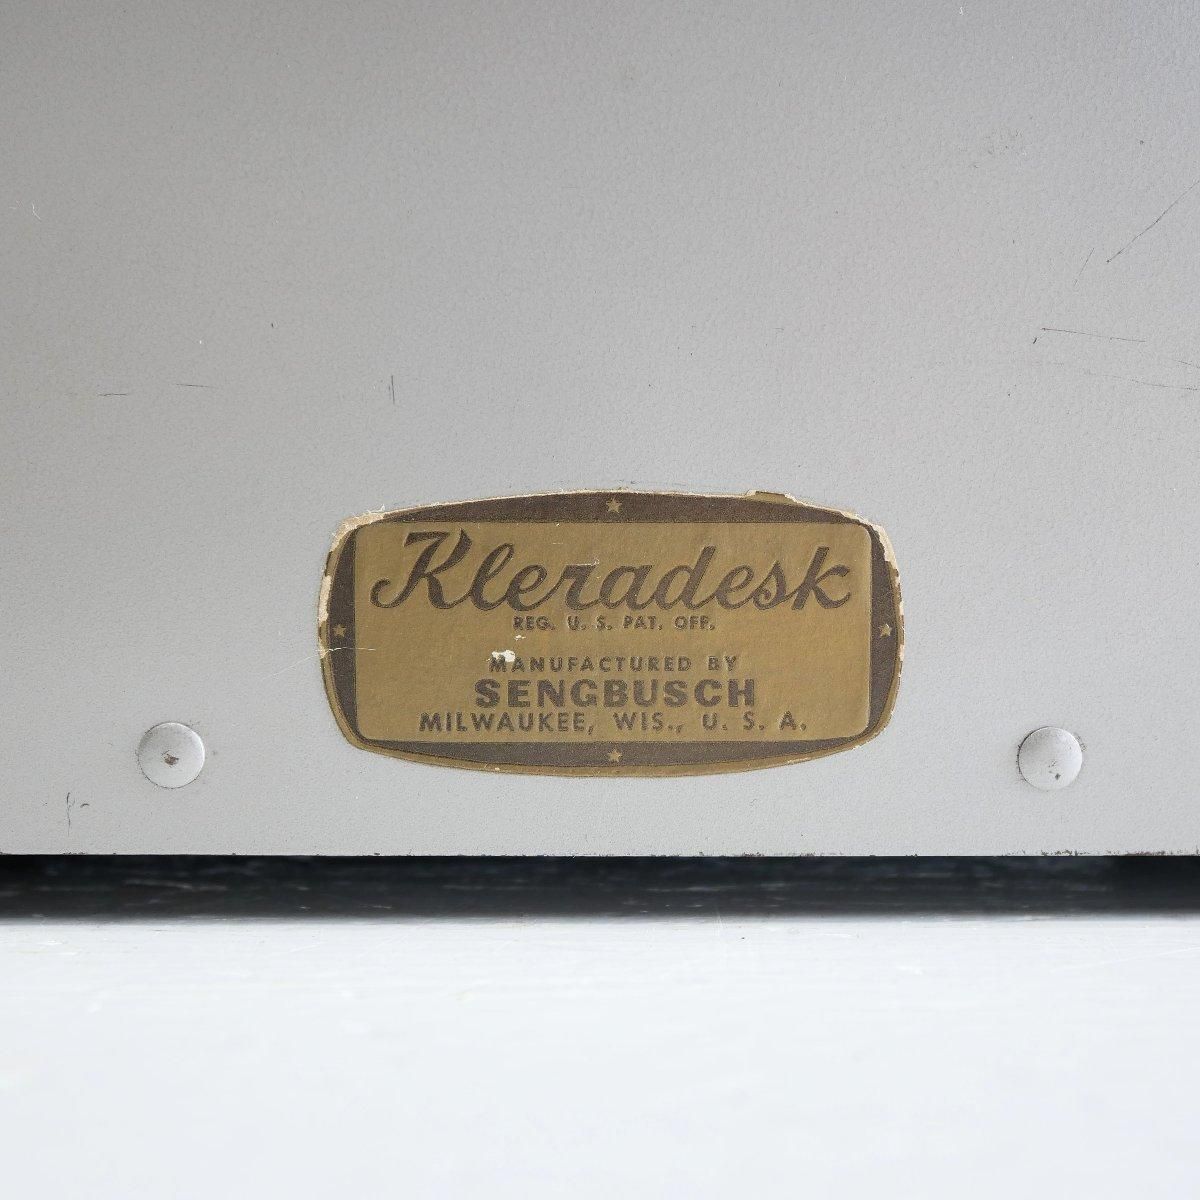 Kleradesk
REG. U. S. PAT. OFF.
MANUFACTURED BY
SENGBUSCH
MILWAUKEE, WIS., U. S. A.